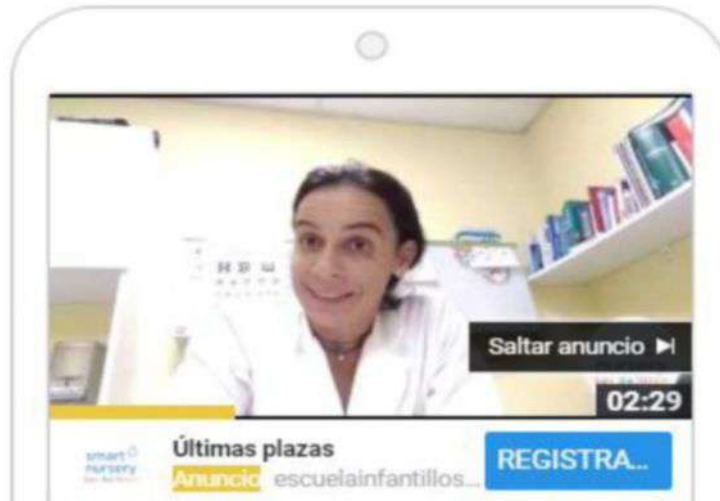 H B
Saltar anuncio
02:29
Últimas plazas
Anuncio escuelainfantillos...
REGISTRA...
smart
nursery